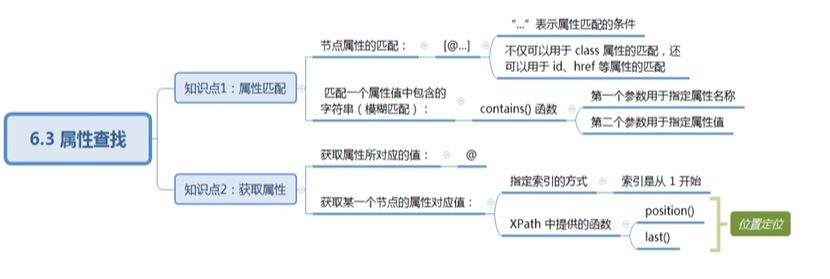 6.3 属性查找
知识点1：属性匹配
节点属性的匹配：
[@...]
“...”表示属性匹配的条件
不仅可以用于 class 属性的匹配，还
可以用于 id、href 等属性的匹配
匹配一个属性值中包含的
字符串（模糊匹配）：
contains() 函数
第一个参数用于指定属性名称
第二个参数用于指定属性值
知识点2：获取属性
获取属性所对应的值：
@
获取某一个节点的属性对应值：
指定索引的方式
索引是从 1 开始
XPath 中提供的函数
position()
last()
位置定位